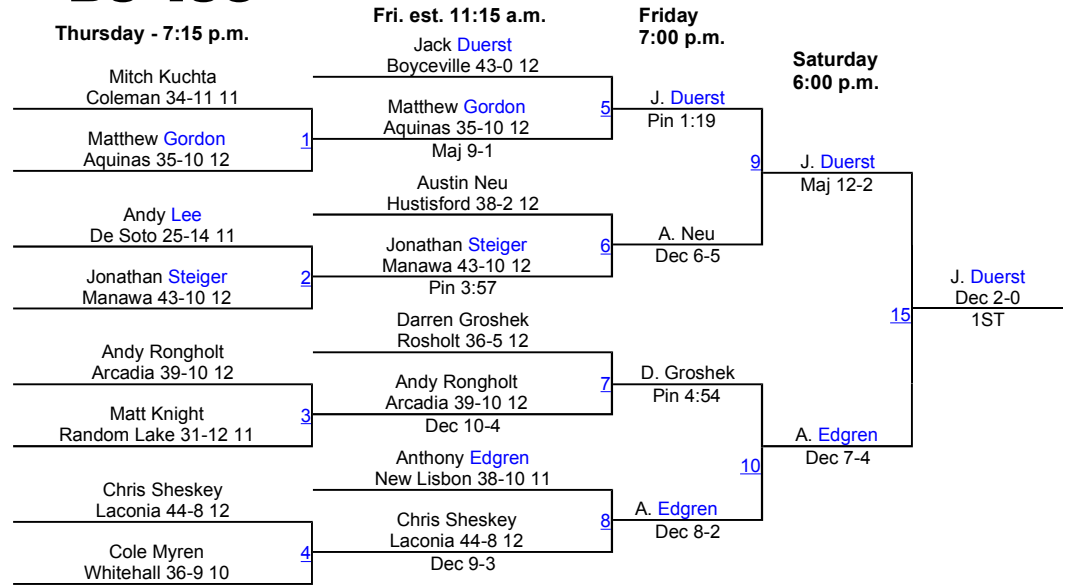 Thursday - 7:15 p.m.
Mitch Kuchta
Coleman 34-11 11
Matthew Gordon
Aquinas 35-10 12
1
Andy Lee
De Soto 25-14 11
Jonathan Steiger
Manawa 43-10 12
2
Andy Rongholt
Arcadia 39-10 12
Matt Knight
Random Lake 31-12 11
3
Chris Sheskey
Laconia 44-8 12
Cole Myren
Whitehall 36-9 10
4
Fri. est. 11:15 a.m.
Jack Duerst
Boyceville 43-0 12
Matthew Gordon
Aquinas 35-10 12
Maj 9-1
5
Austin Neu
Hustisford 38-2 12
Jonathan Steiger
Manawa 43-10 12
Pin 3:57
6
Darren Groshek
Rosholt 36-5 12
Andy Rongholt
Arcadia 39-10 12
Dec 10-4
7
Anthony Edgren
New Lisbon 38-10 11
Chris Sheskey
Laconia 44-8 12
Dec 9-3
8
Friday
7:00 p.m.
J. Duerst
Pin 1:19
A. Neu
Dec 6-5
9
D. Groshek
Pin 4:54
A. Edgren
Dec 8-2
10
Saturday
6:00 p.m.
J. Duerst
Maj 12-2
A. Edgren
Dec 7-4
15
J. Duerst
Dec 2-0
1ST